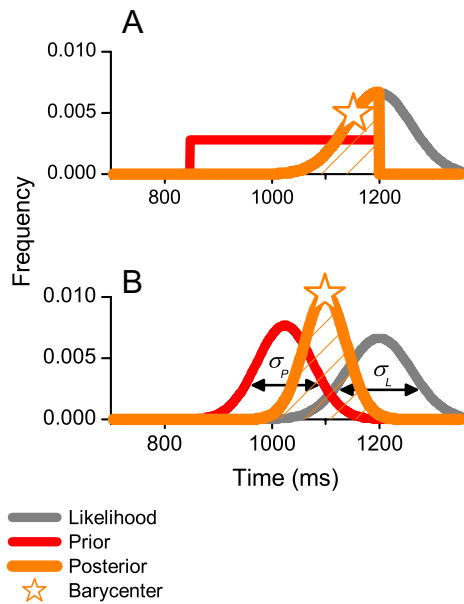 A
0.010
0.005
0.000
800 1000 1200
Frequency
B
0.010
0.005
0.000
σP σL
800 1000 1200
Time (ms)
Likelihood
Prior
Posterior
Barycenter